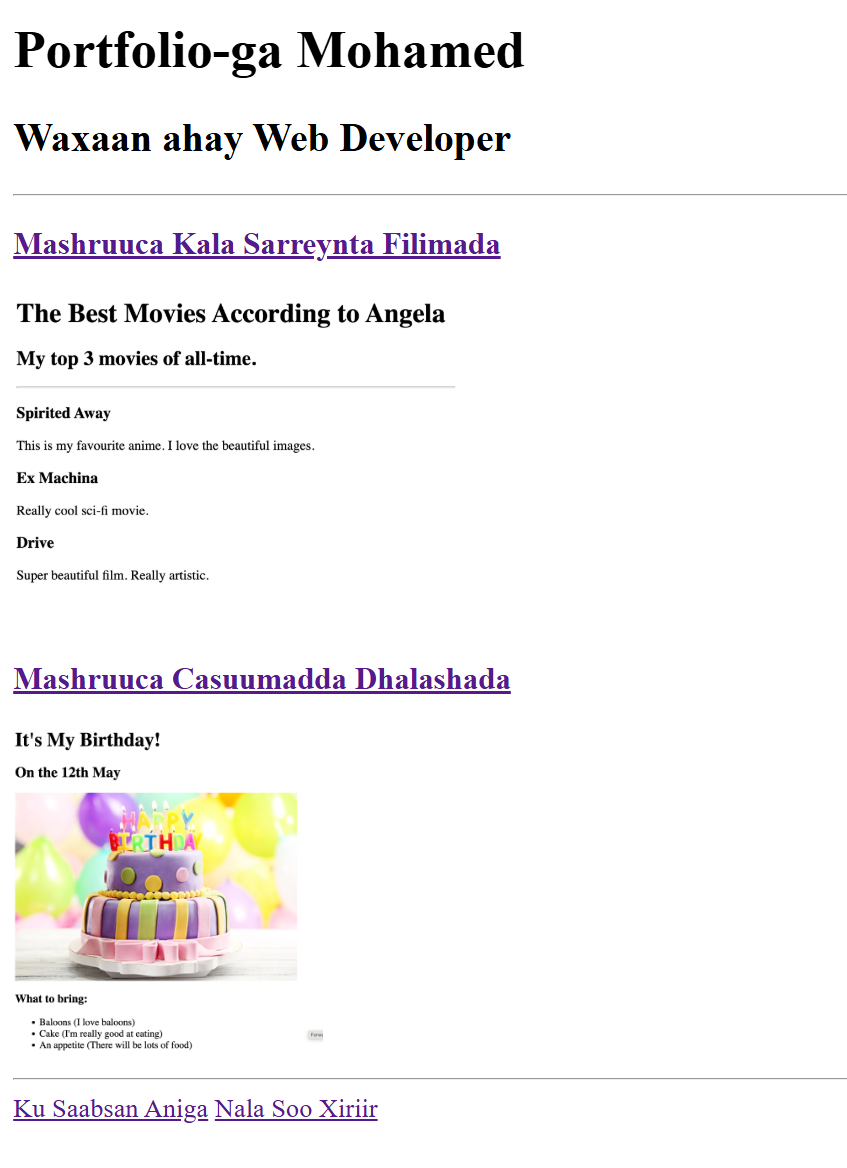 Portfolio-ga Mohamed
Waxaan ahay Web Developer
Mashruuca Kala Sarreynta Filimada
The Best Movies According to Angela
My top 3 movies of all-time.
Spirited Away
This is my favourite anime. I love the beautiful images.
Ex Machina
Really cool sci-fi movie.
Drive
Super beautiful film. Really artistic.
Mashruuca Casuumadda Dhalashada
It's My Birthday!
On the 12th May
HAPPY
BIRTHDAY
What to bring:
• Baloons (I love baloons)
• Cake (I'm really good at eating)
• An appetite (There will be lots of food)
Ku Saabsan Aniga Nala Soo Xiriir